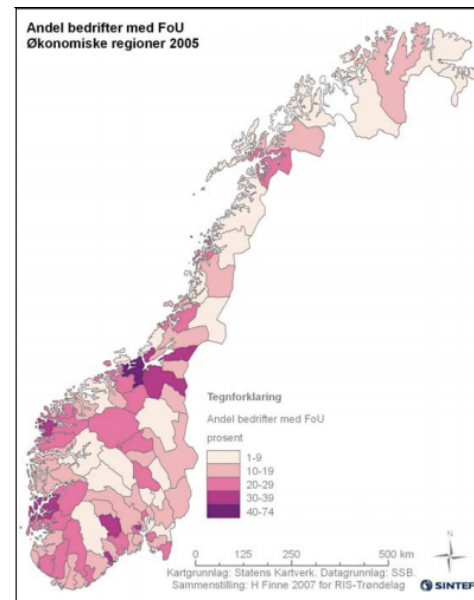 Andel bedrifter med FoU
Økonomiske regioner 2005
Tegnforklaring
Andel bedrifter med FoU
prosent
1-9
10-19
20-29
30-39
40-74
0 125 250 500 km
N
Kartgrunnlag: Statens Kartverk. Datagrunnlag: SSB.
Sammenstilling: H Finne 2007 for RIS-Trøndelag
SINTEF